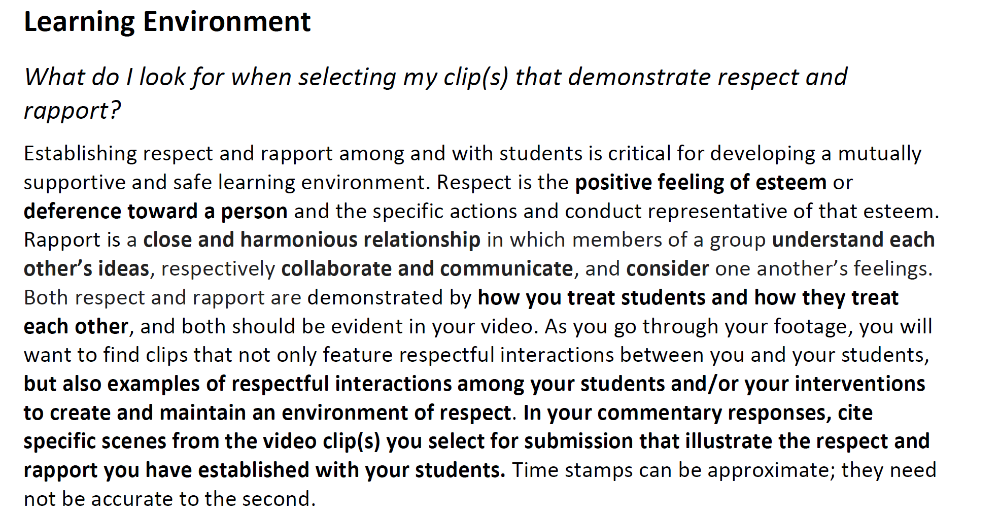 Learning Environment
What do I look for when selecting my clip(s) that demonstrate respect and
rapport?
Establishing respect and rapport among and with students is critical for developing a mutually
supportive and safe learning environment. Respect is the positive feeling of esteem or
deference toward a person and the specific actions and conduct representative of that esteem.
Rapport is a close and harmonious relationship in which members of a group understand each
other’s ideas, respectively collaborate and communicate, and consider one another’s feelings.
Both respect and rapport are demonstrated by how you treat students and how they treat
each other, and both should be evident in your video. As you go through your footage, you will
want to find clips that not only feature respectful interactions between you and your students,
but also examples of respectful interactions among your students and/or your interventions
to create and maintain an environment of respect. In your commentary responses, cite
specific scenes from the video clip(s) you select for submission that illustrate the respect and
rapport you have established with your students. Time stamps can be approximate; they need
not be accurate to the second.